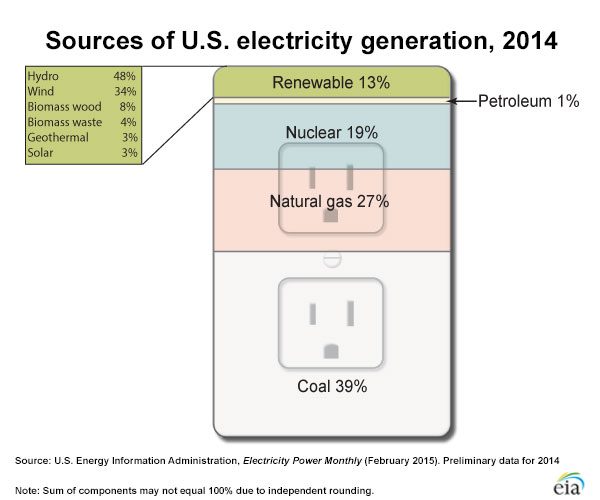 Sources of U.S. electricity generation, 2014
Hydro 48%
Wind 34%
Biomass wood 8%
Biomass waste 4%
Geothermal 3%
Solar 3%
Renewable 13%
Petroleum 1%
Nuclear 19%
Natural gas 27%
Coal 39%
Source: U.S. Energy Information Administration, Electricity Power Monthly (February 2015). Preliminary data for 2014
Note: Sum of components may not equal 100% due to independent rounding.
eia